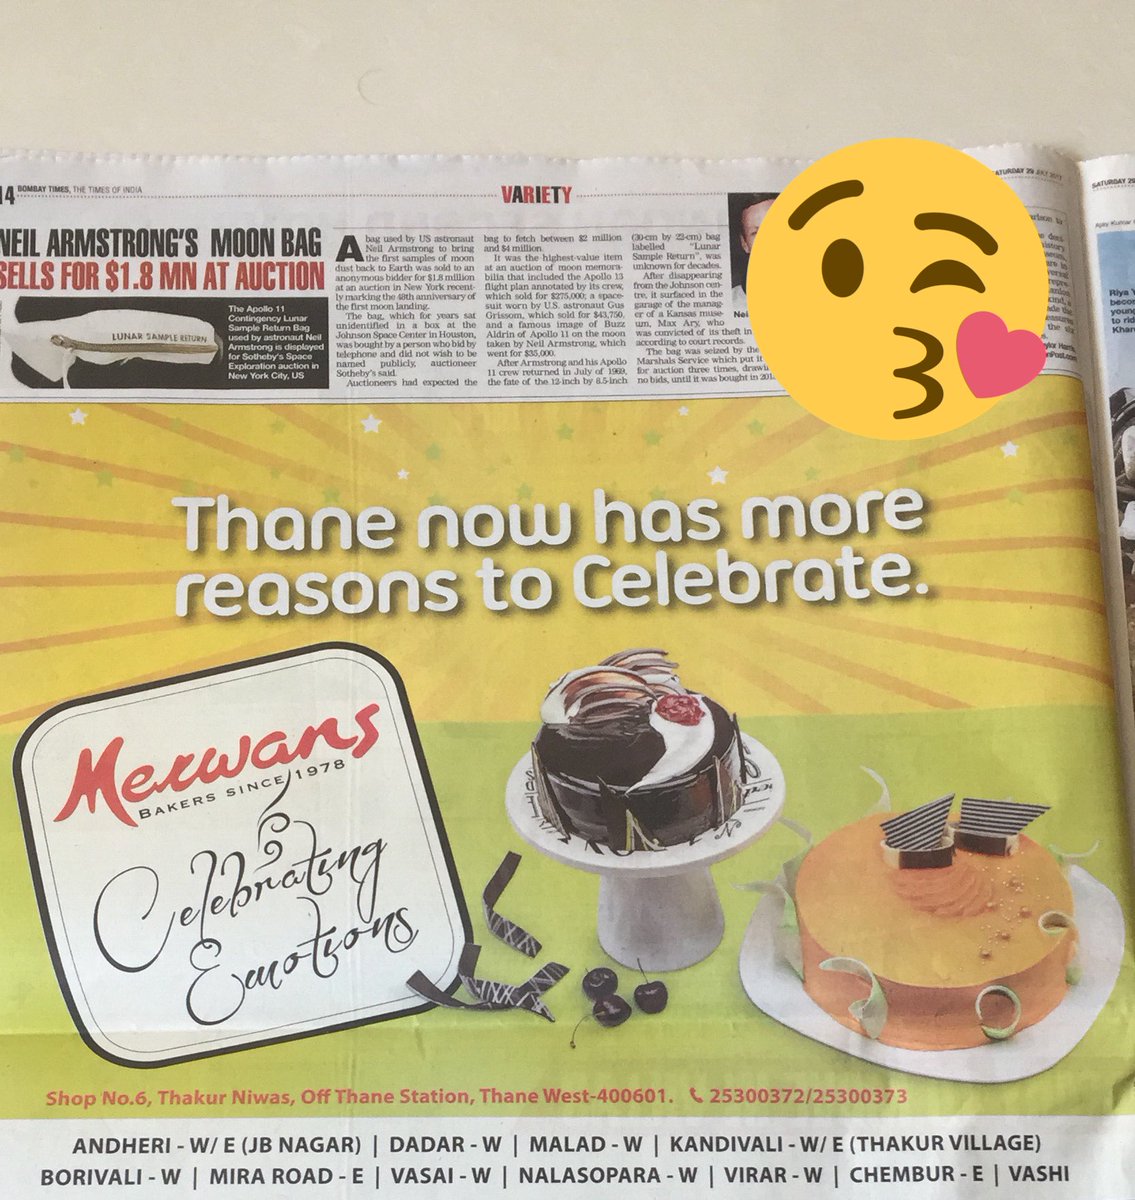 14 BOMBAY TIMES, THE TIMES OF INDIA
VARIETY
SATURDAY 29 JULY 2017
SATURDAY 29
NEIL ARMSTRONG'S MOON BAG
SELLS FOR $1.8 MN AT AUCTION
The Apollo 11
Contingency Lunar
Sample Return Bag
used by astronaut Neil
Armstrong is displayed
for Sotheby's Space
Exploration auction in
New York City, US
LUNAR SAMPLE RETURN
A bag used by US astronaut
Neil Armstrong to bring
the first samples of moon
dust back to Earth was sold to an
anonymous bidder for $1.8 million
at an auction in New York recent-
ly marking the 48th anniversary of
the first moon landing.
The bag, which for years sat
unidentified in a box at the
Johnson Space Center in Houston,
was bought by a person who bid by
telephone and did not wish to be
named publicly, auctioneer
Sotheby's said.
Auctioneers had expected the
bag to fetch between $2 million
and $4 million.
It was the highest-value item
at an auction of moon memora-
bilia that included the Apollo 13
flight plan annotated by its crew,
which sold for $275,000; a space-
suit worn by U.S. astronaut Gus
Grissom, which sold for $43,750,
and a famous image of Buzz
Aldrin of Apollo 11 on the moon
taken by Neil Armstrong, which
went for $35,000.
After Armstrong and his Apollo
11 crew returned in July of 1969,
the fate of the 12-inch by 8.5-inch
(30-cm by 22-cm) bag
labelled "Lunar
Sample Return", was
unknown for decades.
After disappearing
from the Johnson cen-
tre, it surfaced in the
garage of the manag-
er of a Kansas muse-
um, Max Ary, who
was convicted of its theft in
according to court records.
The bag was seized by the
Marshals Service which put it
for auction three times, drawing
no bids, until it was bought in
Neil
Ajay Kumar
Riya
Thane now has more
reasons to Celebrate.
Merwans
BAKERS SINCE 1978
Celebrating
Emotions
Shop No.6, Thakur Niwas, Off Thane Station, Thane West-400601. 25300372/25300373
ANDHERI - W/ E (JB NAGAR) | DADAR - W | MALAD - W | KANDIVALI - W/ E (THAKUR VILLAGE)
BORIVALI - W | MIRA ROAD - E | VASAI - W | NALASOPARA - W | VIRAR - W | CHEMBUR - E | VASHI